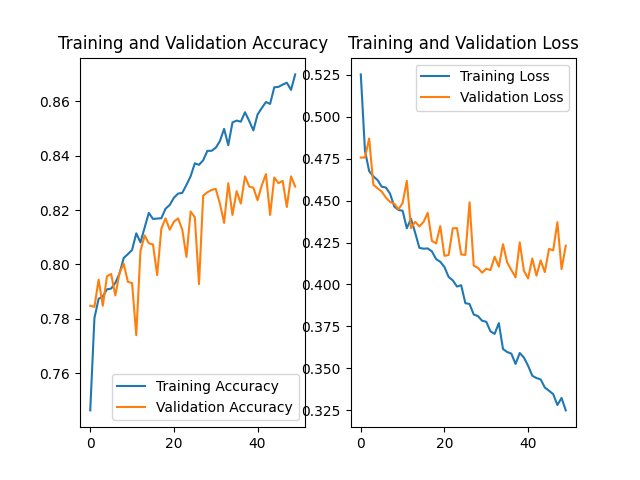 Training and Validation Accuracy
0.86
0.84
0.82
0.80
0.78
0.76
Training Accuracy
Validation Accuracy
0 20 40
Training and Validation Loss
0.525
0.500
0.475
0.450
0.425
0.400
0.375
0.350
0.325
Training Loss
Validation Loss
0 20 40